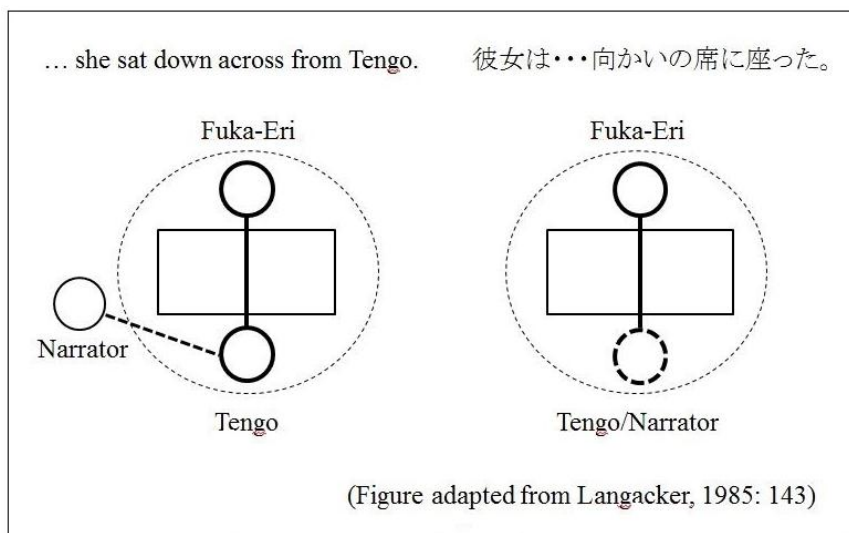 … she sat down across from Tengo.
彼女は・・・向かいの席に座った。
Fuka-Eri
Fuka-Eri
Narrator
Tengo
Tengo/Narrator
(Figure adapted from Langacker, 1985: 143)